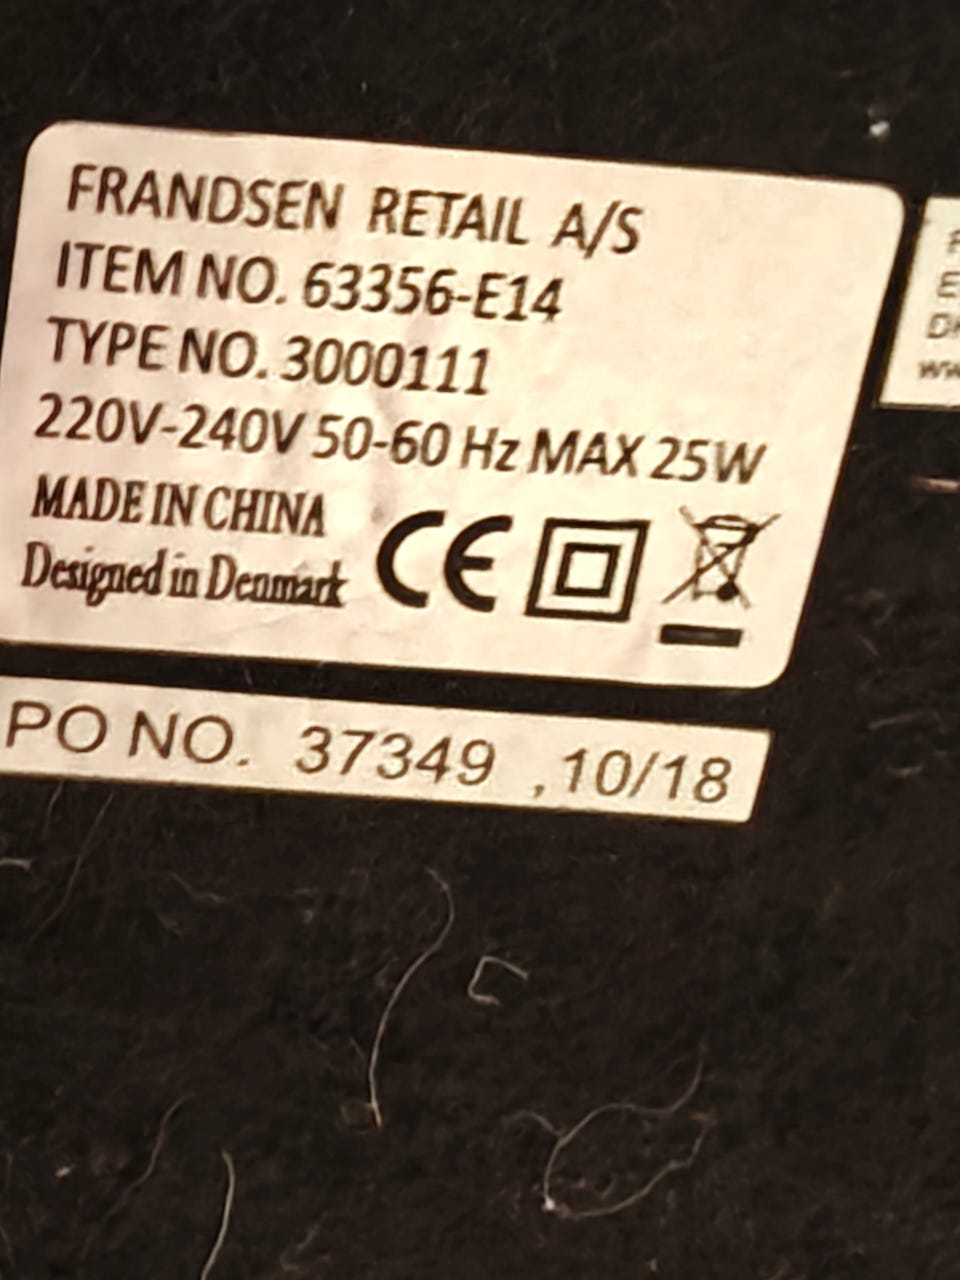 FRANDSEN RETAIL A/S
ITEM NO. 63356-E14
TYPE NO. 3000111
220V-240V 50-60 Hz MAX 25W
MADE IN CHINA
Designed in Denmark
CE
PO NO. 37349 ,10/18